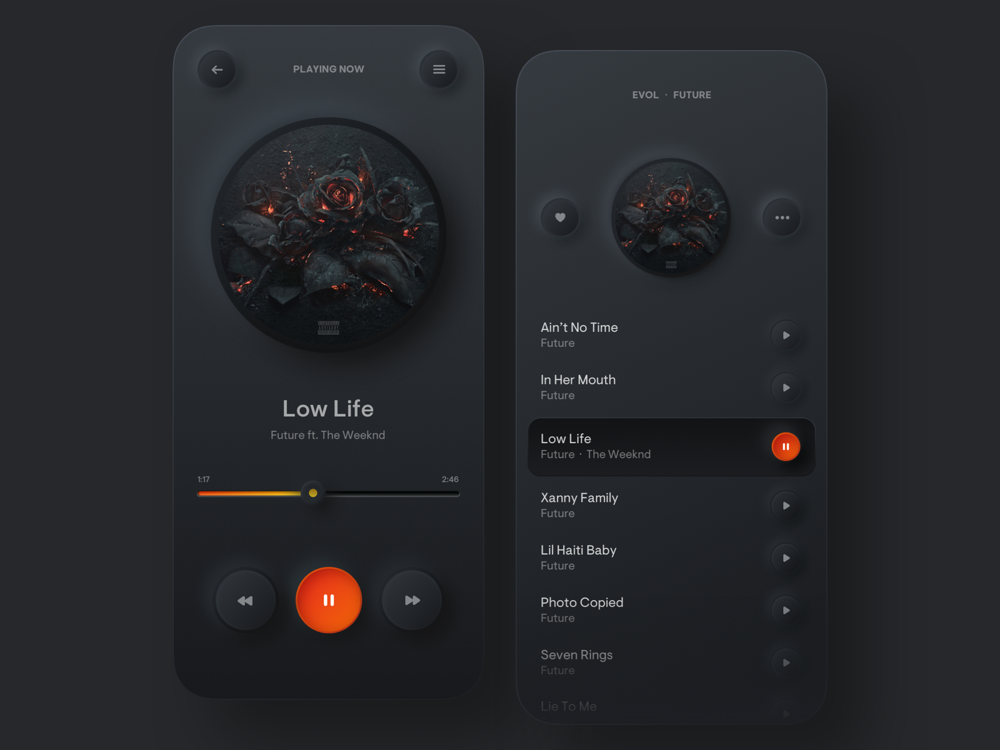 PLAYING NOW
Low Life
Future ft. The Weeknd
1:17
2:46
EVOL · FUTURE
Ain’t No Time
Future
In Her Mouth
Future
Low Life
Future · The Weeknd
Xanny Family
Future
Lil Haiti Baby
Future
Photo Copied
Future
Seven Rings
Future
Lie To Me